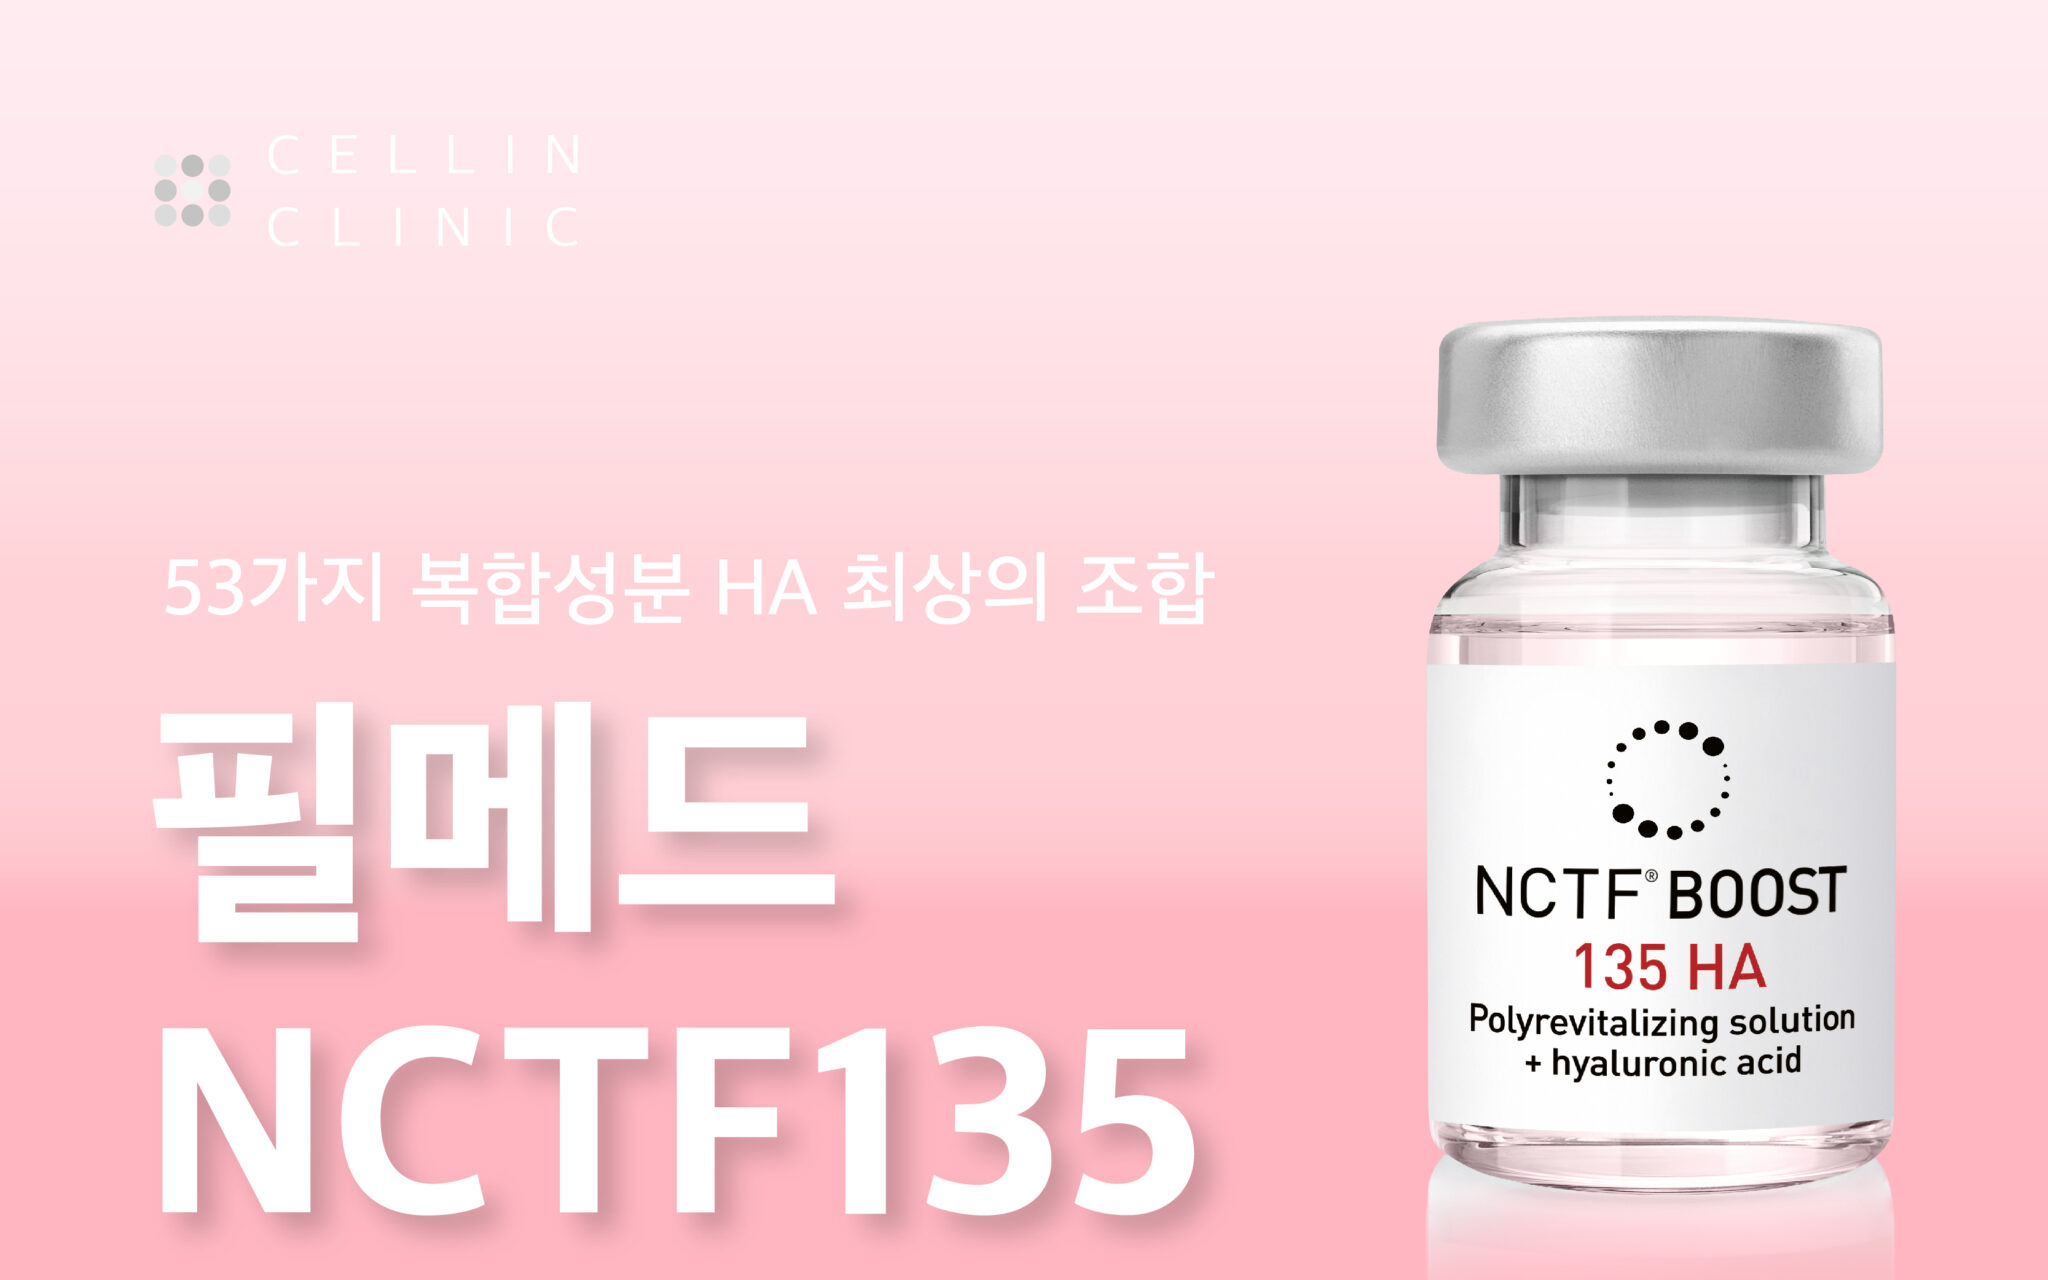 CELLIN
CLINIC
53가지 복합성분 HA 최상의 조합
필메드
NCTF135
NCTF® BOOST
135 HA
Polyrevitalizing solution
+ hyaluronic acid